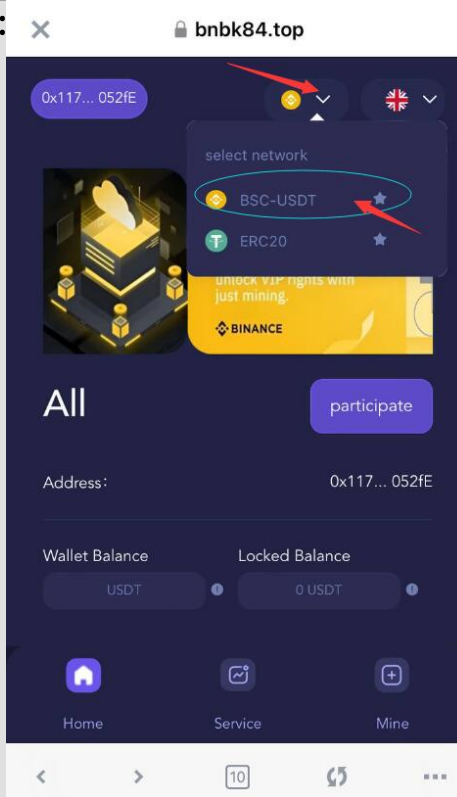 bnbk84.top
0x117... 052fE
select network
BSC-USDT
ERC20
unlock VIP rights with
just mining.
BINANCE
All
participate
Address:
0x117... 052fE
Wallet Balance
Locked Balance
USDT
0 USDT
Home
Service
Mine
10